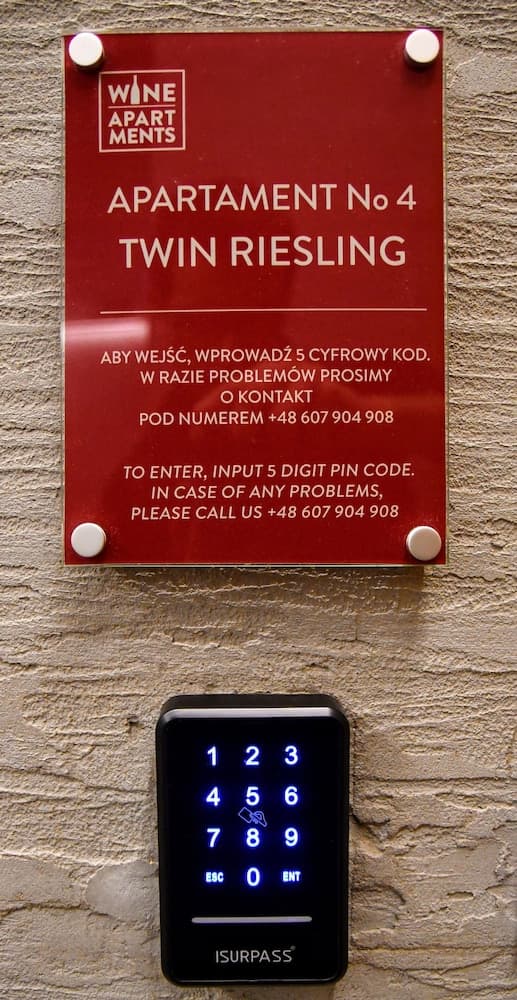 WINE
APART
MENTS
APARTAMENT No 4
TWIN RIESLING
ABY WEJŚĆ, WPROWADŹ 5 CYFROWY KOD.
W RAZIE PROBLEMÓW PROSIMY
O KONTAKT
POD NUMEREM +48 607 904 908
TO ENTER, INPUT 5 DIGIT PIN CODE.
IN CASE OF ANY PROBLEMS,
PLEASE CALL US +48 607 904 908
1 2 3
4 5 6
7 8 9
ESC 0 ENT
ISURPASS®